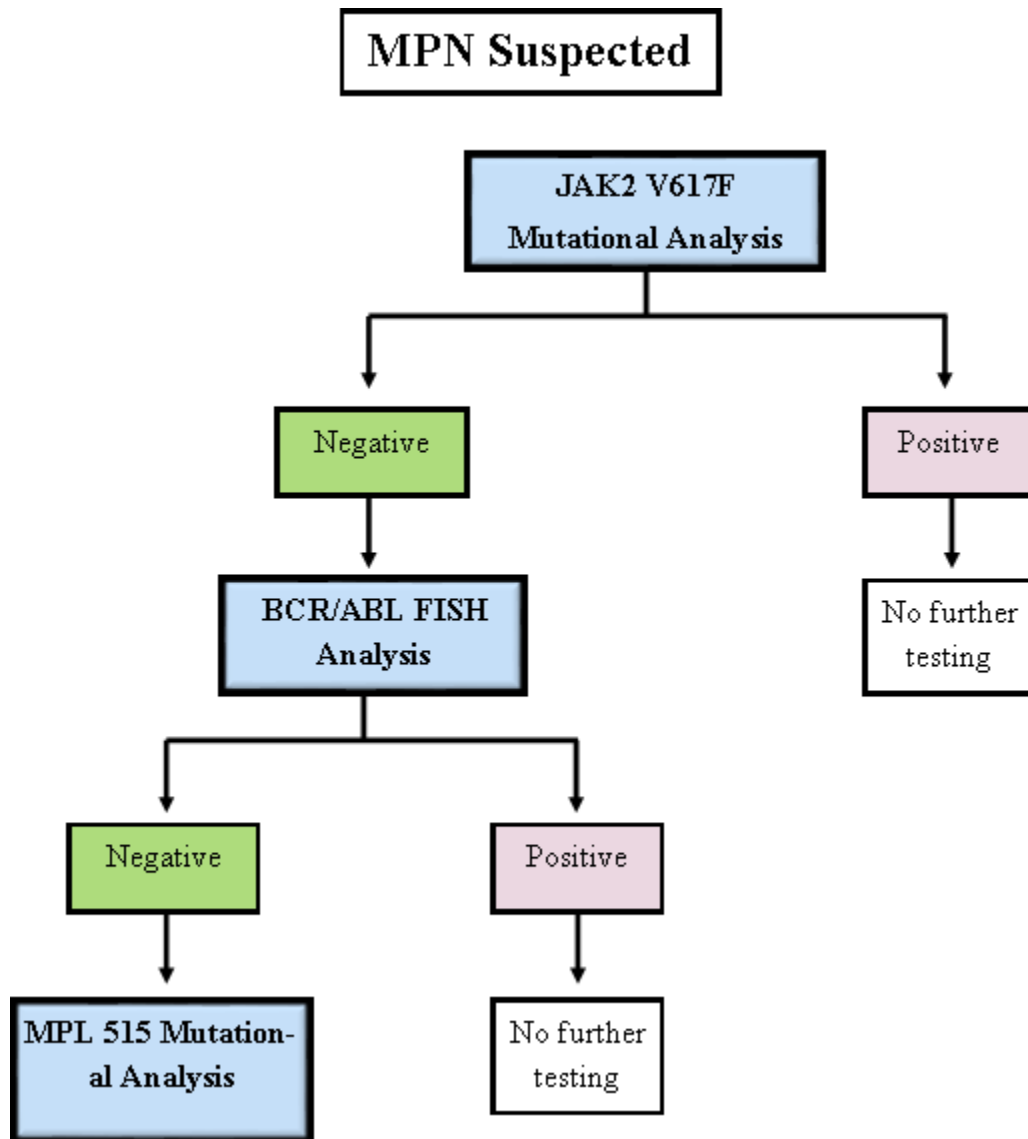 MPN Suspected
JAK2 V617F
Mutational Analysis
Negative
Positive
BCR/ABL FISH
Analysis
No further
testing
Negative
Positive
MPL 515 Mutation-
al Analysis
No further
testing